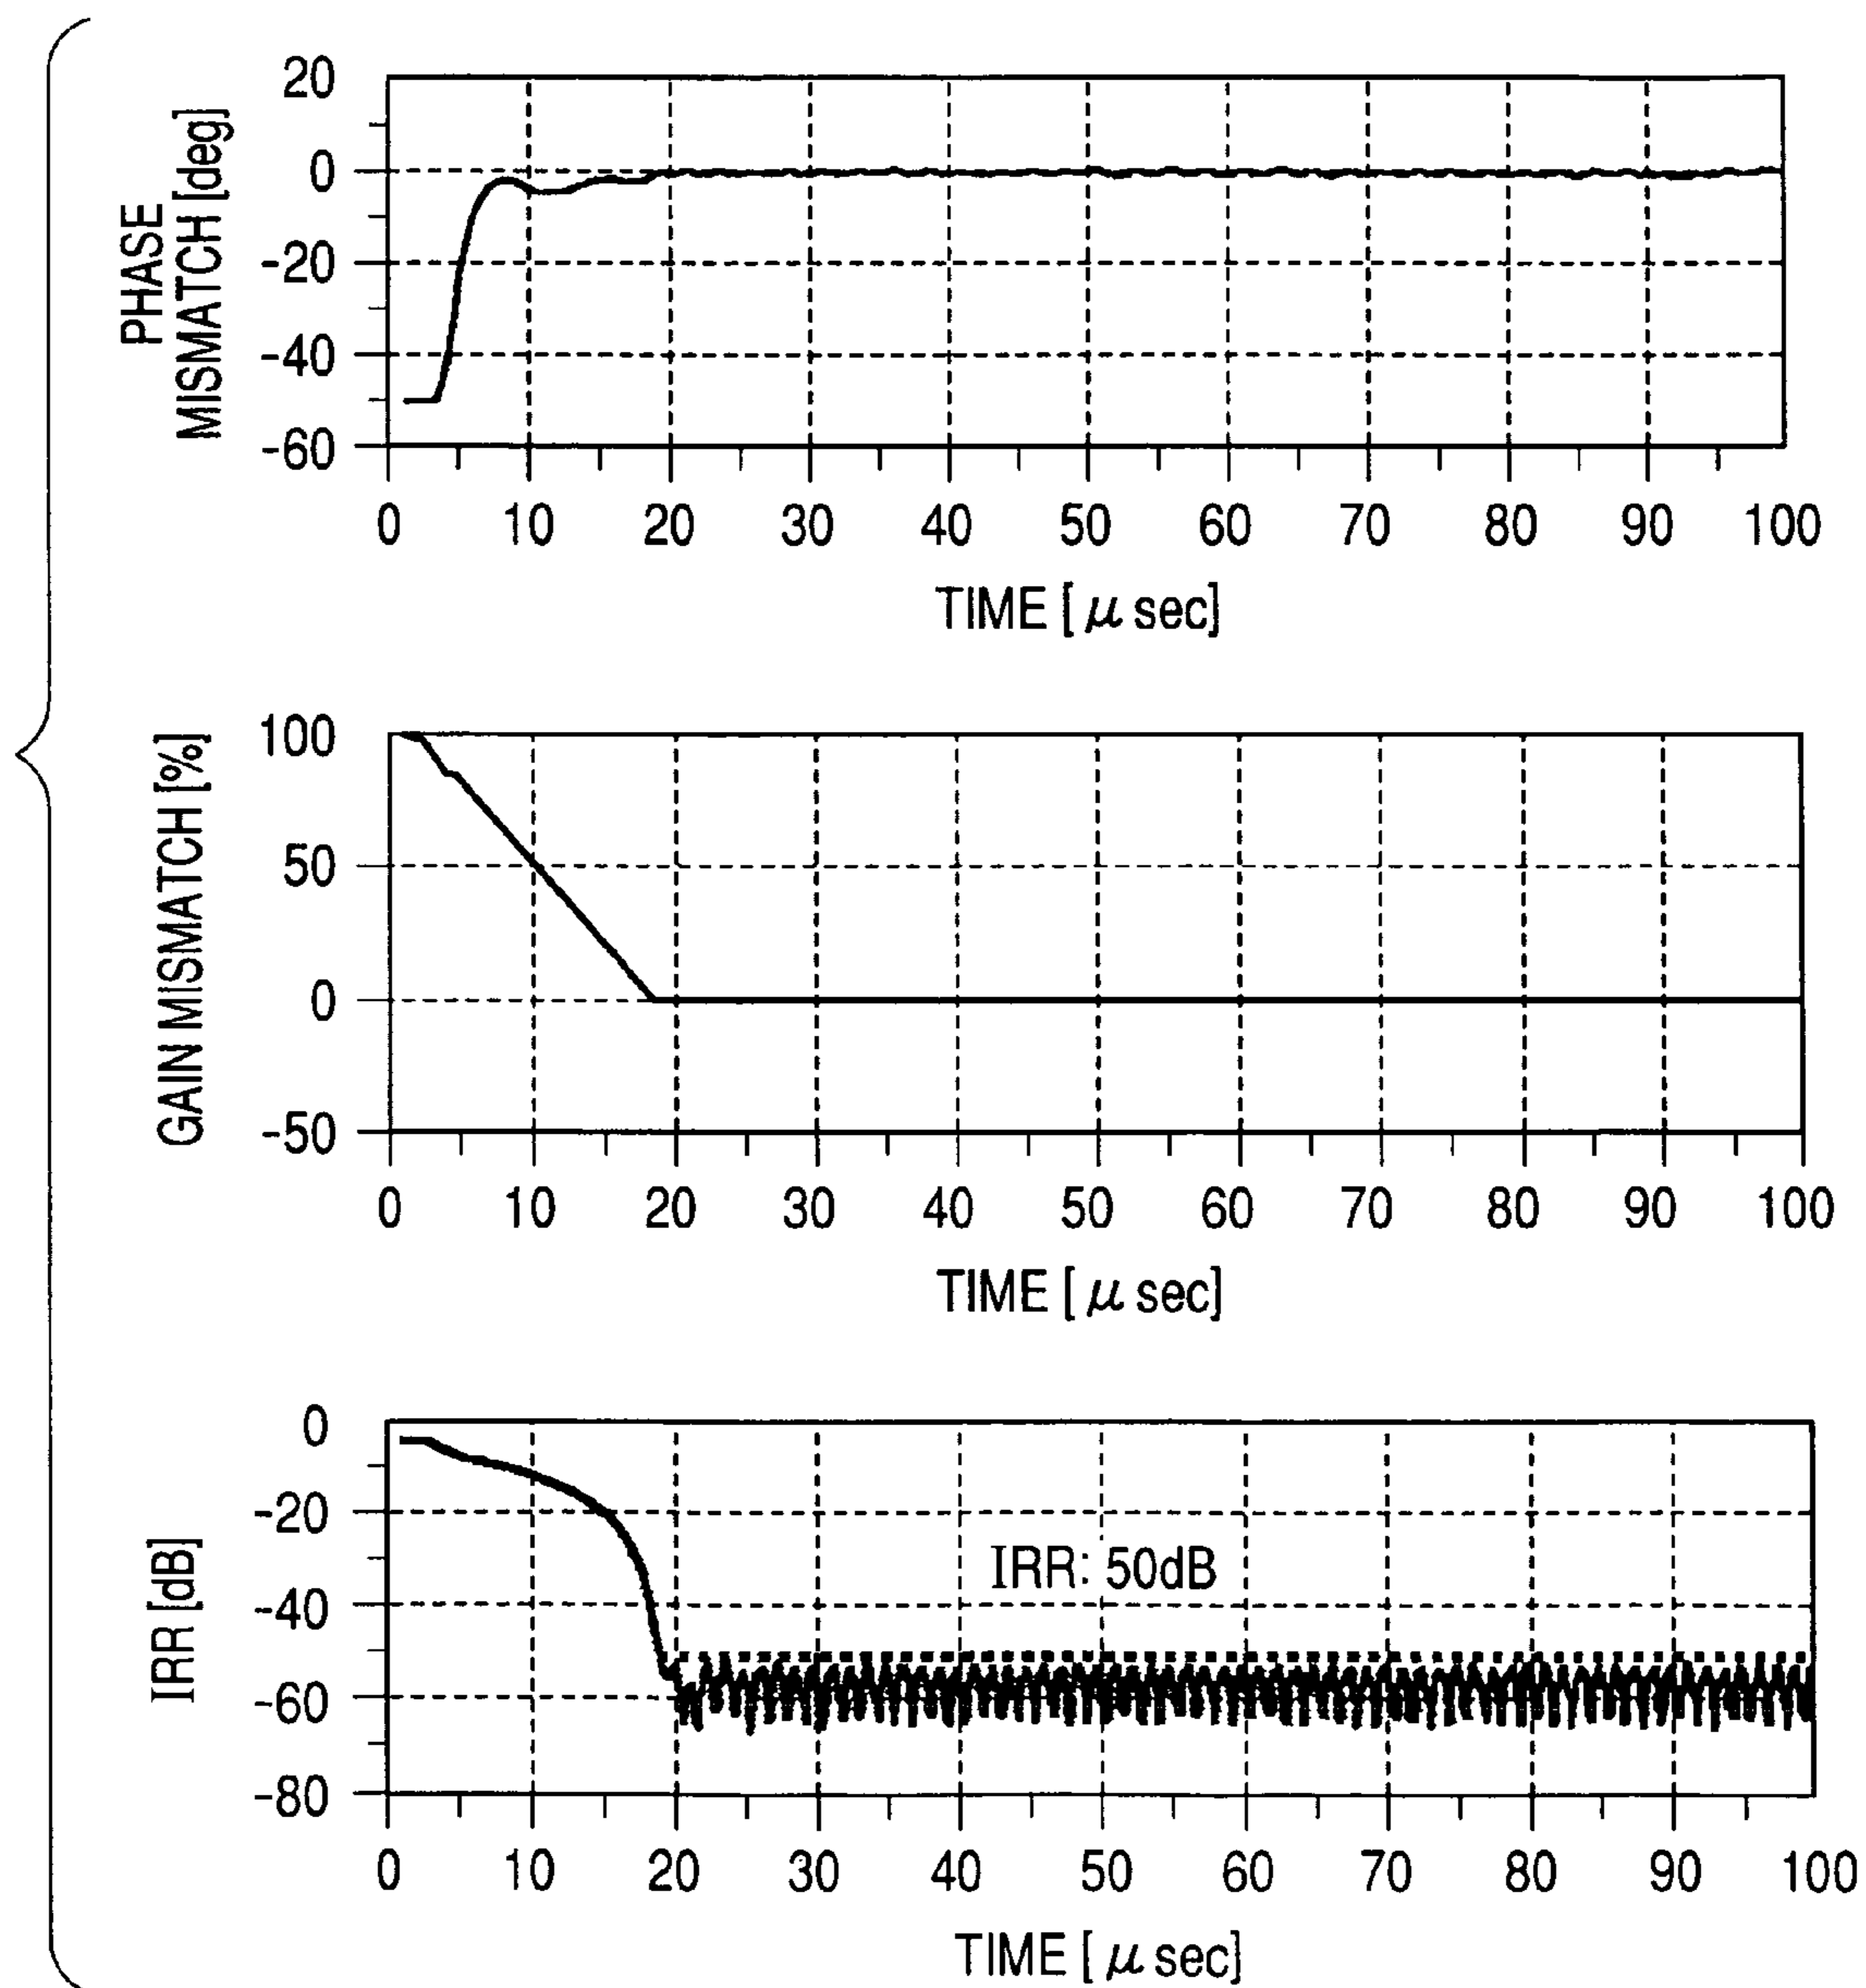 PHASE
MISMATCH [deg]
20
0
-20
-40
-60
0 10 20 30 40 50 60 70 80 90 100
TIME [ μ sec]
GAIN MISMATCH [%]
100
50
0
-50
0 10 20 30 40 50 60 70 80 90 100
TIME [ μ sec]
IRR [dB]
0
-20
-40
-60
-80
IRR: 50dB
0 10 20 30 40 50 60 70 80 90 100
TIME [ μ sec]